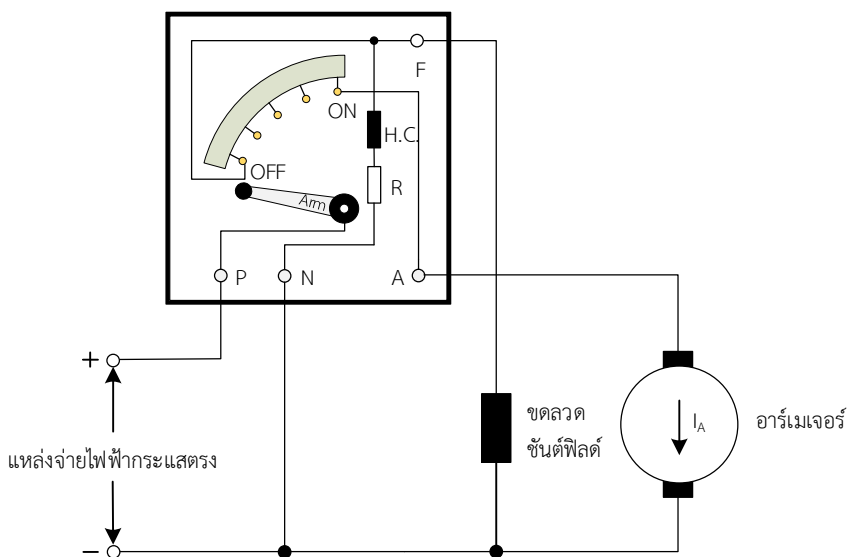 F
ON
H.C.
OFF
R
Arm
P
N
A
+
ขดลวด
ชันต์ฟิลด์
I_A
อาร์เมเจอร์
แหล่งจ่ายไฟฟ้ากระแสตรง
−